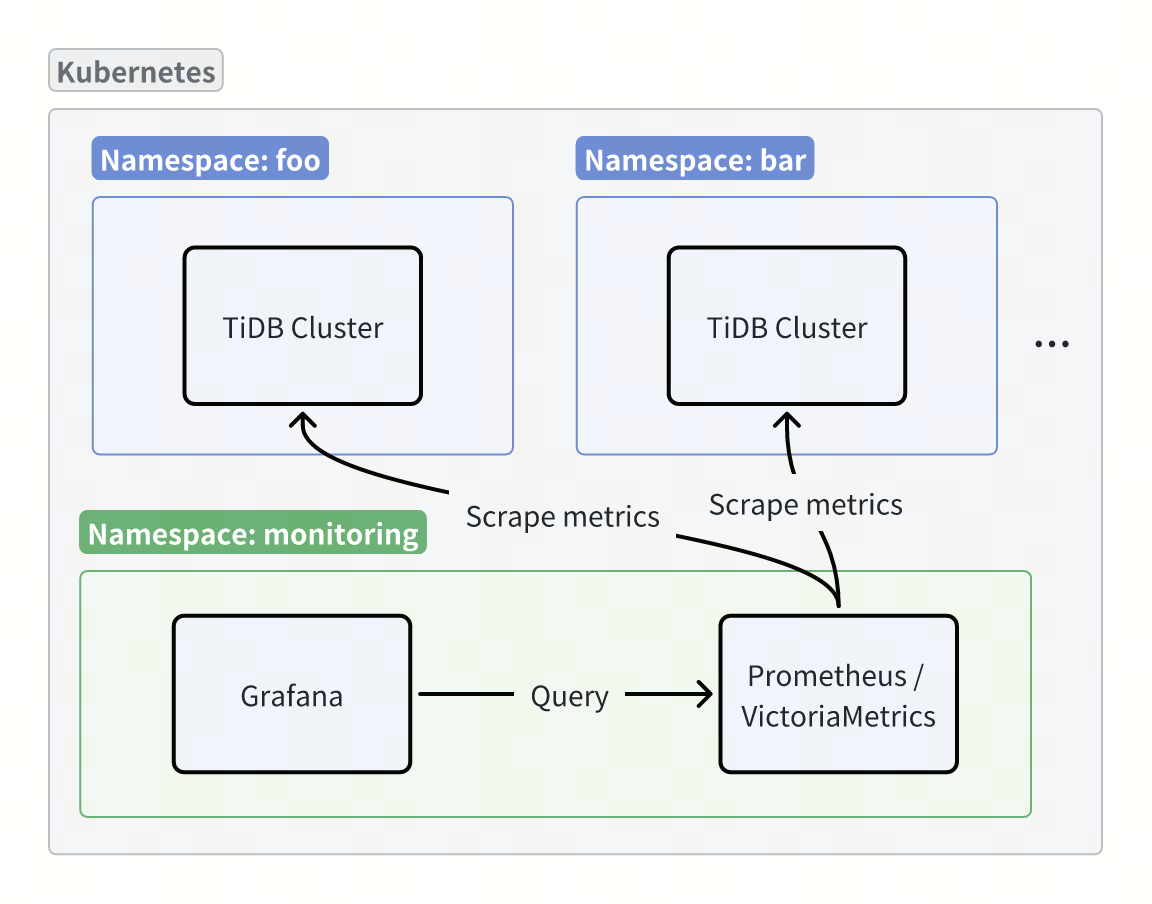 Kubernetes
Namespace: foo
Namespace: bar
TiDB Cluster
TiDB Cluster
...
Scrape metrics
Scrape metrics
Namespace: monitoring
Grafana
Query
Prometheus /
VictoriaMetrics